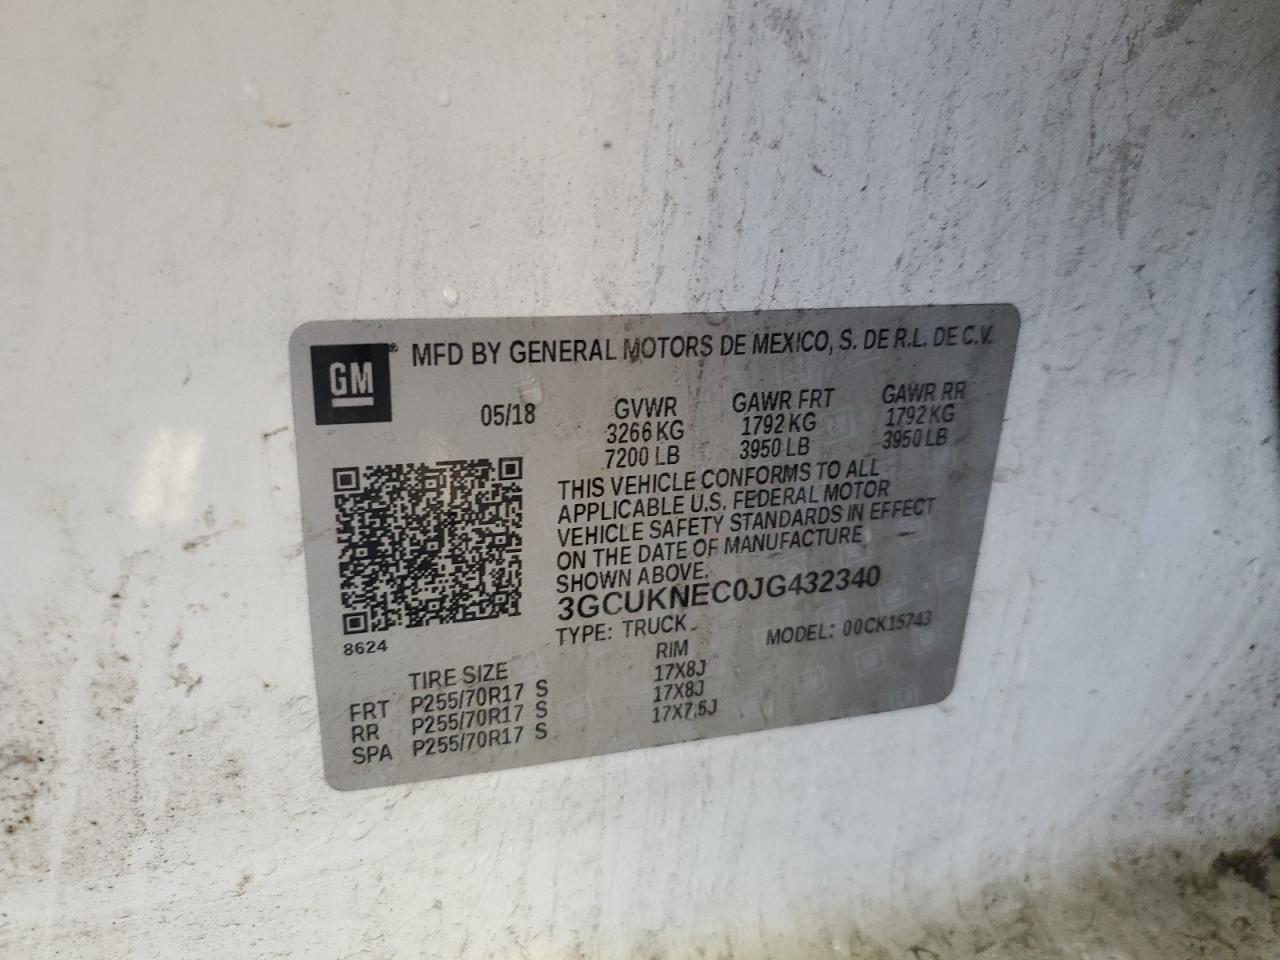 GM ® MFD BY GENERAL MOTORS DE MEXICO, S. DE R.L. DE C.V.
05/18 GVWR GAWR FRT GAWR RR
3266 KG 1792 KG 1792 KG
7200 LB 3950 LB 3950 LB
THIS VEHICLE CONFORMS TO ALL
APPLICABLE U.S. FEDERAL MOTOR
VEHICLE SAFETY STANDARDS IN EFFECT
ON THE DATE OF MANUFACTURE
SHOWN ABOVE.
3GCUKNEC0JG432340
8624 TYPE: TRUCK MODEL: 00CK15743
TIRE SIZE RIM
FRT P255/70R17 S 17X8J
RR P255/70R17 S 17X8J
SPA P255/70R17 S 17X7.5J